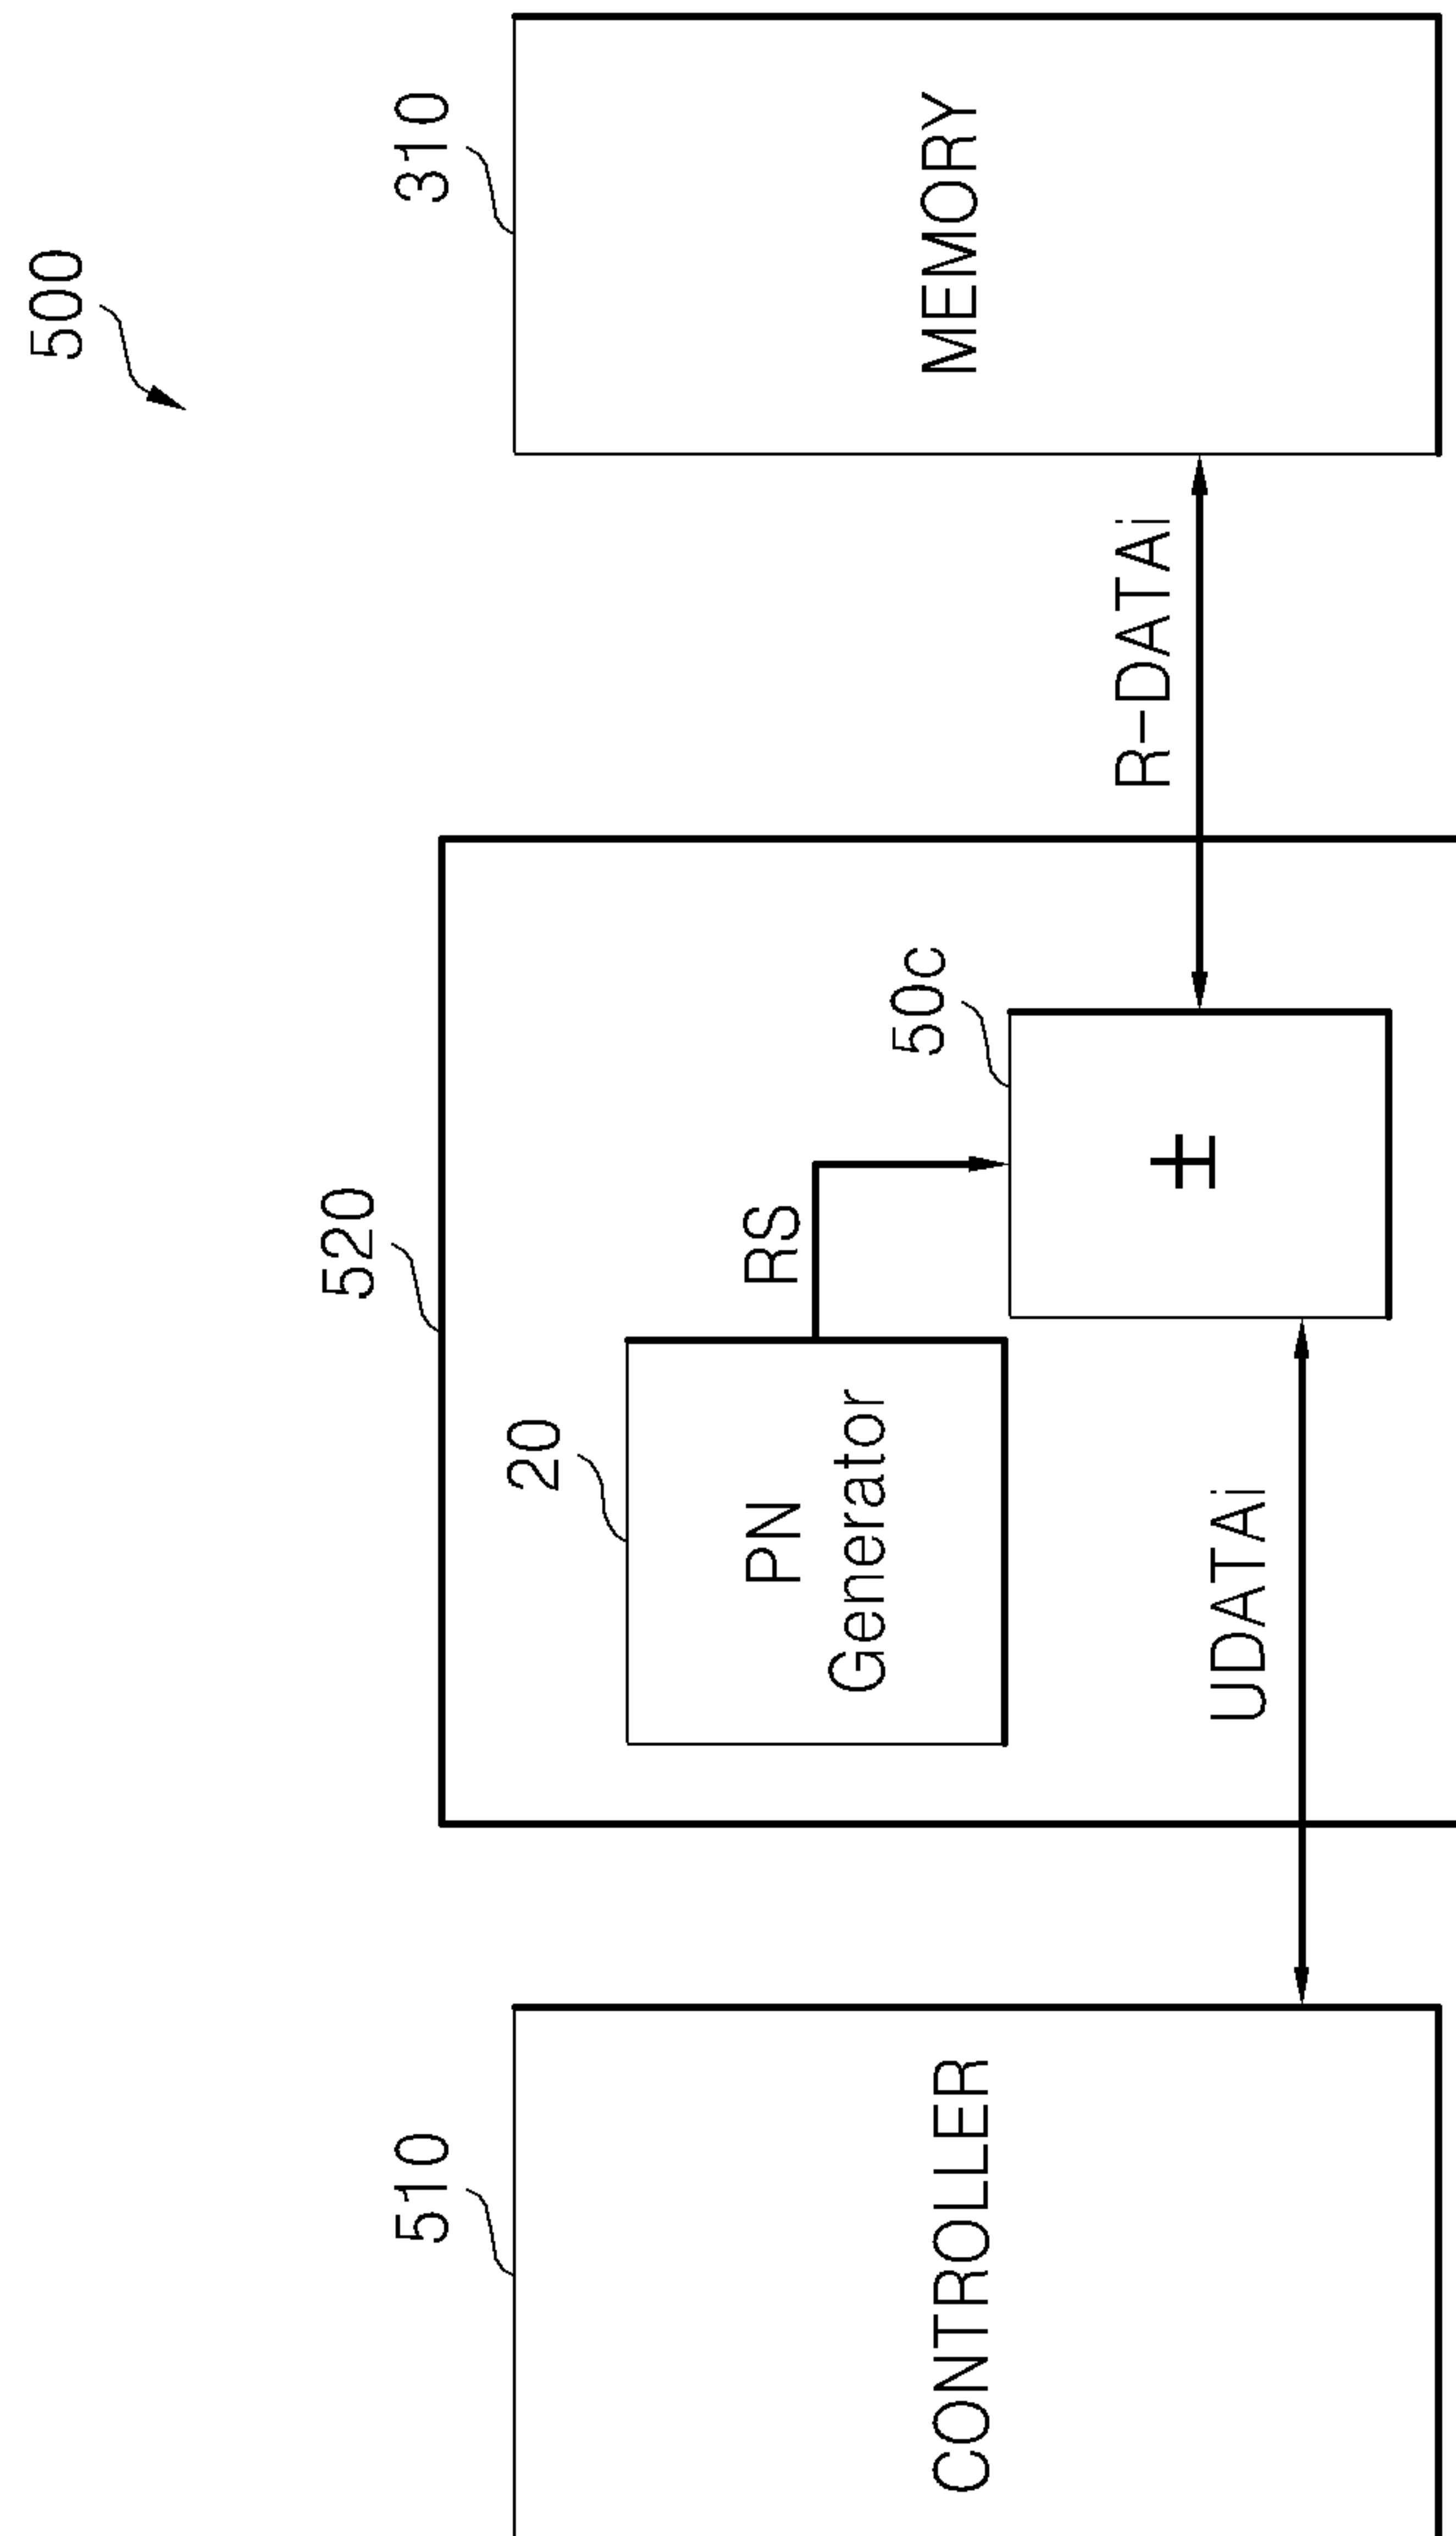 500
510
CONTROLLER
UDATAi
520
20
PN
Generator
RS
50c
±
R-DATAi
310
MEMORY